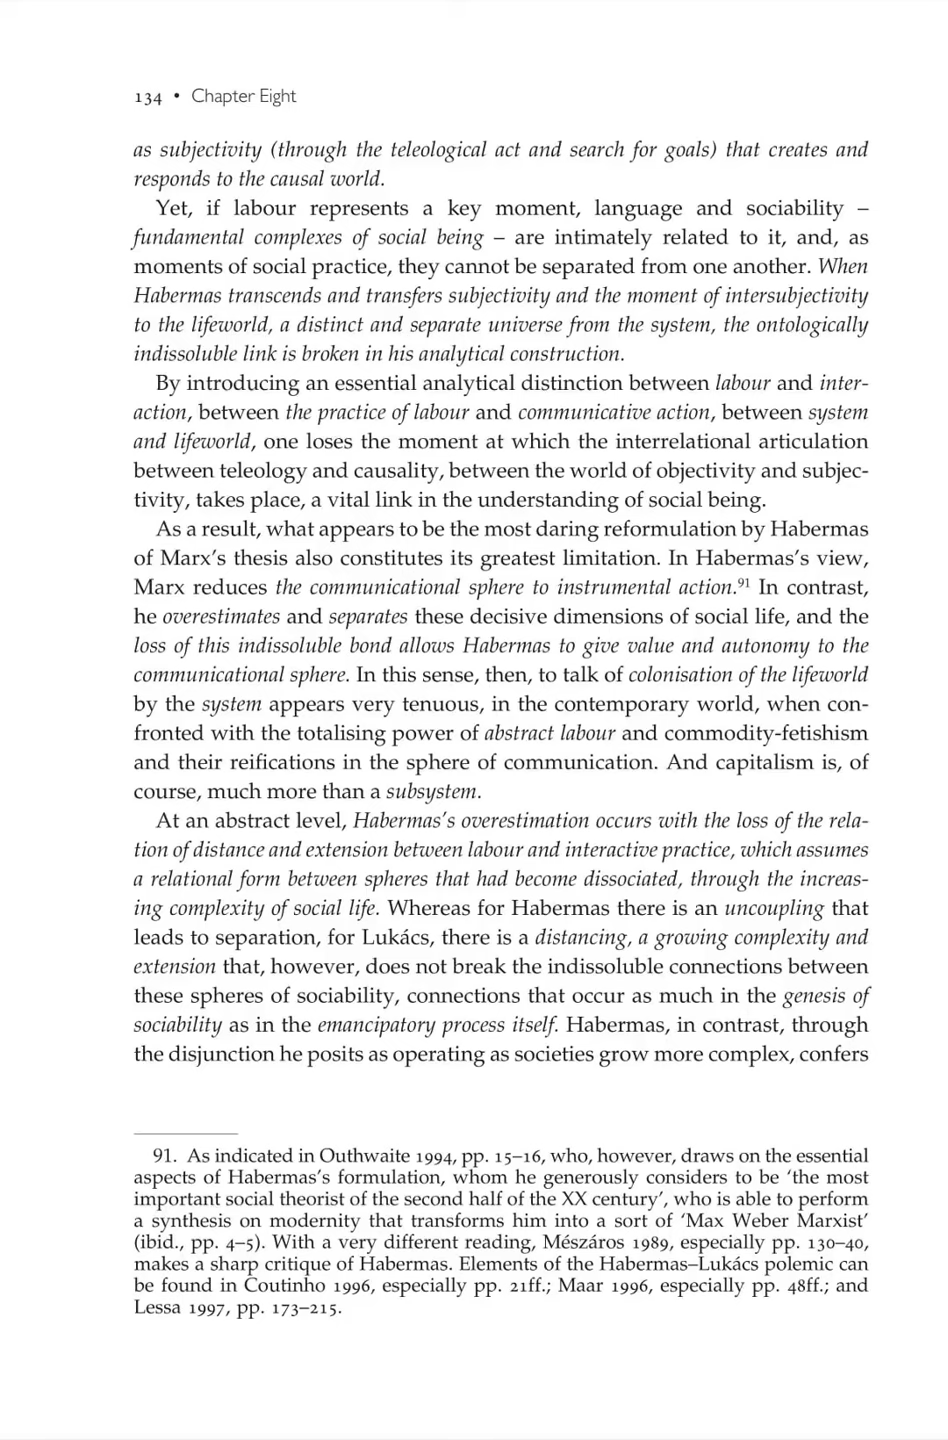 134 • Chapter Eight
as subjectivity (through the teleological act and search for goals) that creates and
responds to the causal world.
Yet, if labour represents a key moment, language and sociability –
fundamental complexes of social being – are intimately related to it, and, as
moments of social practice, they cannot be separated from one another. When
Habermas transcends and transfers subjectivity and the moment of intersubjectivity
to the lifeworld, a distinct and separate universe from the system, the ontologically
indissoluble link is broken in his analytical construction.
By introducing an essential analytical distinction between labour and inter-
action, between the practice of labour and communicative action, between system
and lifeworld, one loses the moment at which the interrelational articulation
between teleology and causality, between the world of objectivity and subjec-
tivity, takes place, a vital link in the understanding of social being.
As a result, what appears to be the most daring reformulation by Habermas
of Marx’s thesis also constitutes its greatest limitation. In Habermas’s view,
Marx reduces the communicational sphere to instrumental action.91 In contrast,
he overestimates and separates these decisive dimensions of social life, and the
loss of this indissoluble bond allows Habermas to give value and autonomy to the
communicational sphere. In this sense, then, to talk of colonisation of the lifeworld
by the system appears very tenuous, in the contemporary world, when con-
fronted with the totalising power of abstract labour and commodity-fetishism
and their reifications in the sphere of communication. And capitalism is, of
course, much more than a subsystem.
At an abstract level, Habermas’s overestimation occurs with the loss of the rela-
tion of distance and extension between labour and interactive practice, which assumes
a relational form between spheres that had become dissociated, through the increas-
ing complexity of social life. Whereas for Habermas there is an uncoupling that
leads to separation, for Lukács, there is a distancing, a growing complexity and
extension that, however, does not break the indissoluble connections between
these spheres of sociability, connections that occur as much in the genesis of
sociability as in the emancipatory process itself. Habermas, in contrast, through
the disjunction he posits as operating as societies grow more complex, confers
91. As indicated in Outhwaite 1994, pp. 15–16, who, however, draws on the essential
aspects of Habermas’s formulation, whom he generously considers to be ‘the most
important social theorist of the second half of the XX century’, who is able to perform
a synthesis on modernity that transforms him into a sort of ‘Max Weber Marxist’
(ibid., pp. 4–5). With a very different reading, Mészáros 1989, especially pp. 130–40,
makes a sharp critique of Habermas. Elements of the Habermas–Lukács polemic can
be found in Coutinho 1996, especially pp. 21ff.; Maar 1996, especially pp. 48ff.; and
Lessa 1997, pp. 173–215.